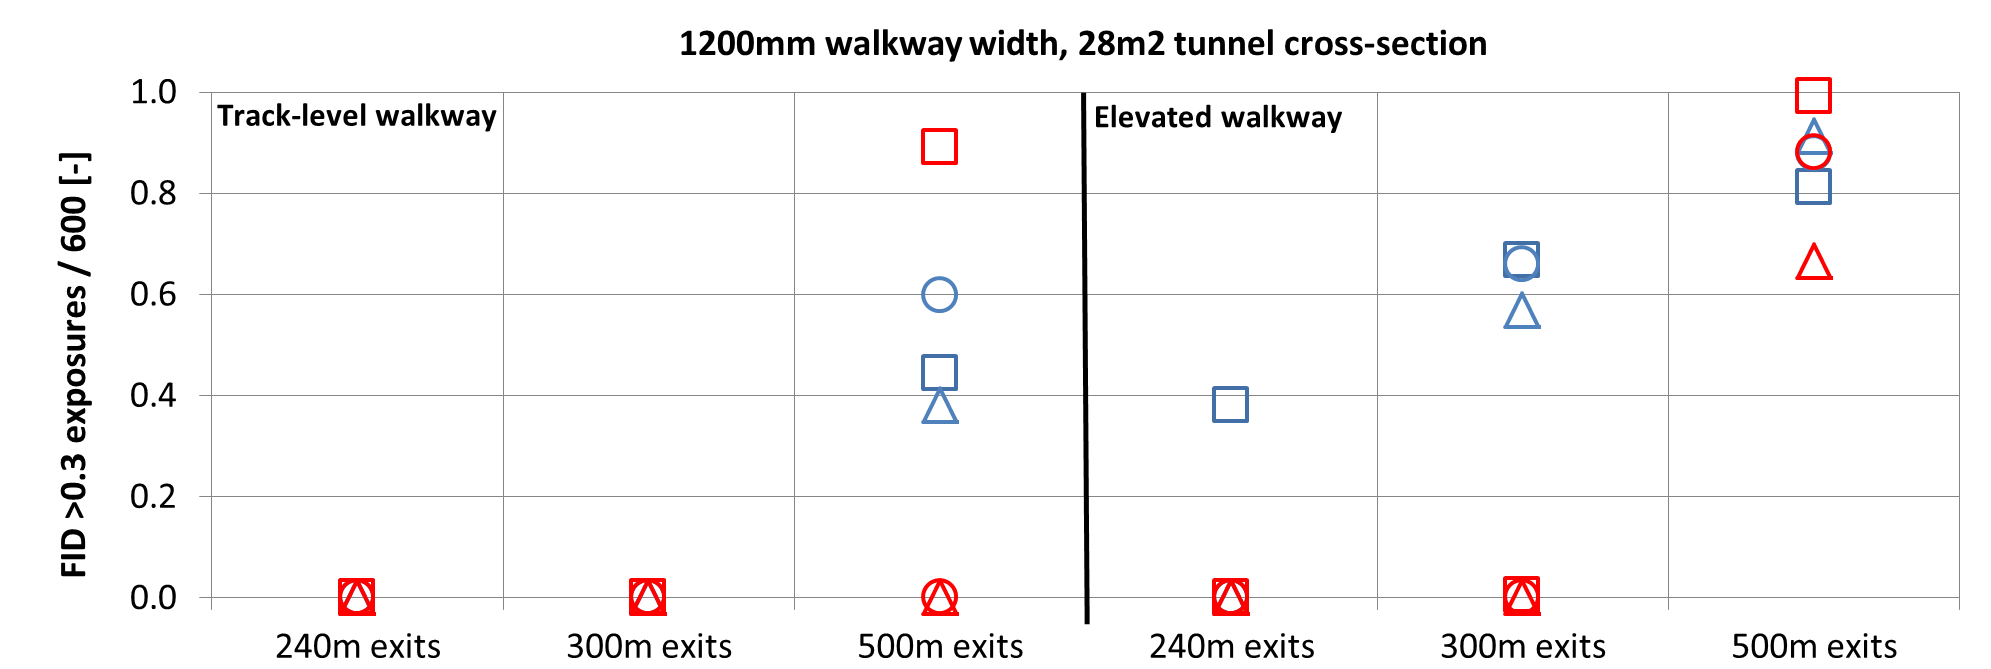 1200mm walkway width, 28m2 tunnel cross-section
FID >0.3 exposures / 600 [-]
1.0
0.8
0.6
0.4
0.2
0.0
Track-level walkway
Elevated walkway
240m exits
300m exits
500m exits
240m exits
300m exits
500m exits